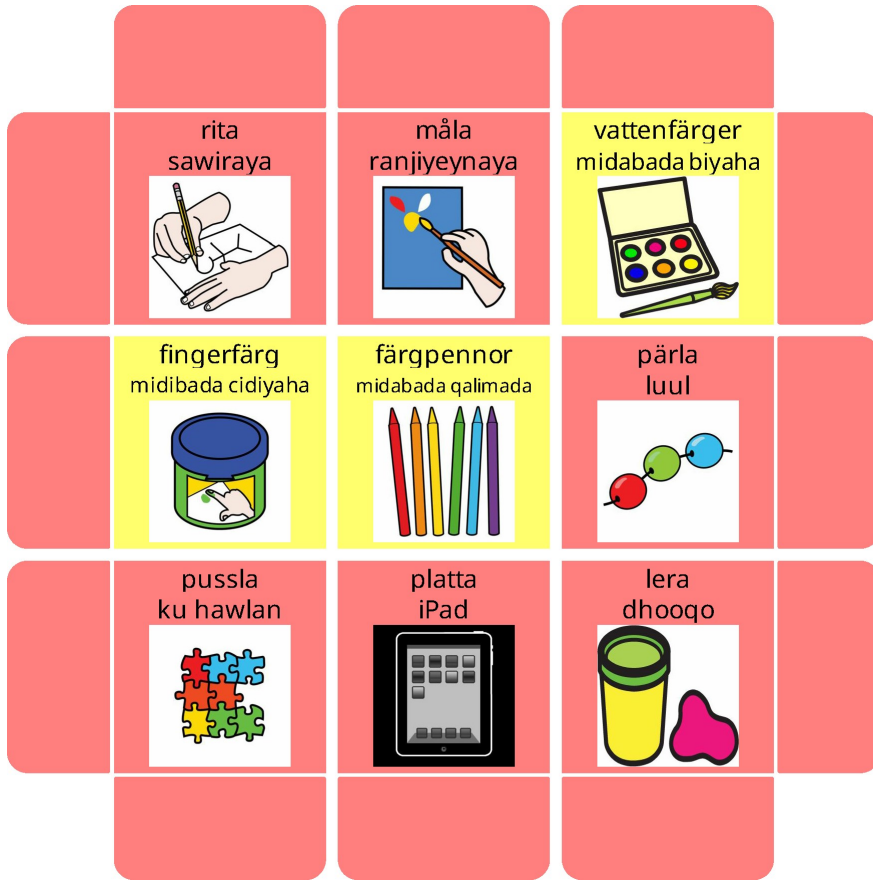 rita
sawiraya
måla
ranjiyeynaya
vattenfärger
midabada biyaha
fingerfärg
midibada cidiyaha
färgpennor
midabada qalimada
pärla
luul
pussla
ku hawlan
platta
iPad
lera
dhooqo